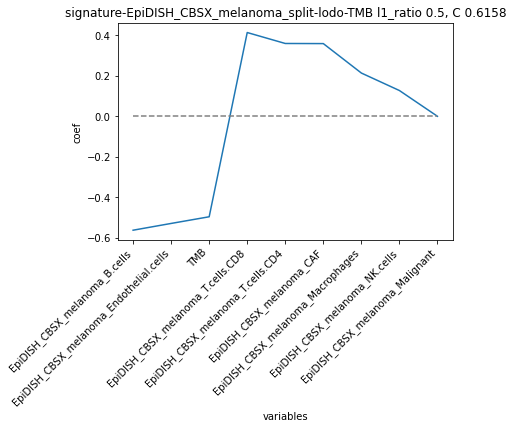 signature-EpiDISH_CBSX_melanoma_split-lodo-TMB l1_ratio 0.5, C 0.6158
0.4
0.2
0.0
−0.2
−0.4
−0.6
coef
EpiDISH_CBSX_melanoma_B.cells
EpiDISH_CBSX_melanoma_Endothelial.cells
TMB
EpiDISH_CBSX_melanoma_T.cells.CD8
EpiDISH_CBSX_melanoma_T.cells.CD4
EpiDISH_CBSX_melanoma_CAF
EpiDISH_CBSX_melanoma_Macrophages
EpiDISH_CBSX_melanoma_NK.cells
EpiDISH_CBSX_melanoma_Malignant
variables